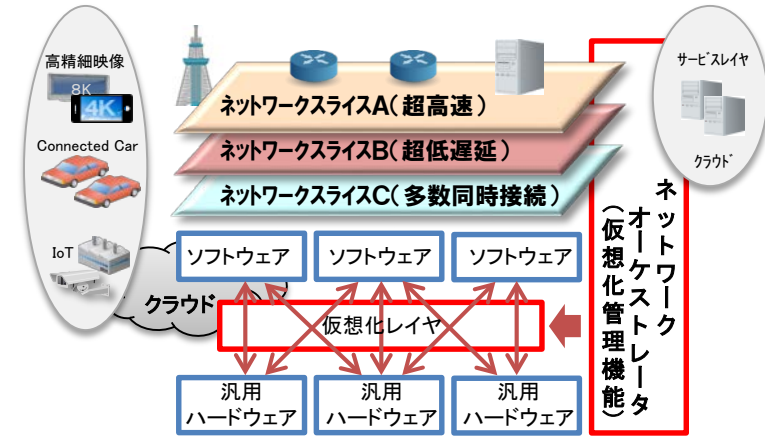 高精細映像
8K
4K
Connected Car
IoT
クラウド
ネットワークスライスA(超高速)
ネットワークスライスB(超低遅延)
ネットワークスライスC(多数同時接続)
ソフトウェア
ソフトウェア
ソフトウェア
仮想化レイヤ
汎用
ハードウェア
汎用
ハードウェア
汎用
ハードウェア
サービスレイヤ
クラウド
ネットワーク
オーケストレータ
(仮想化管理機能)